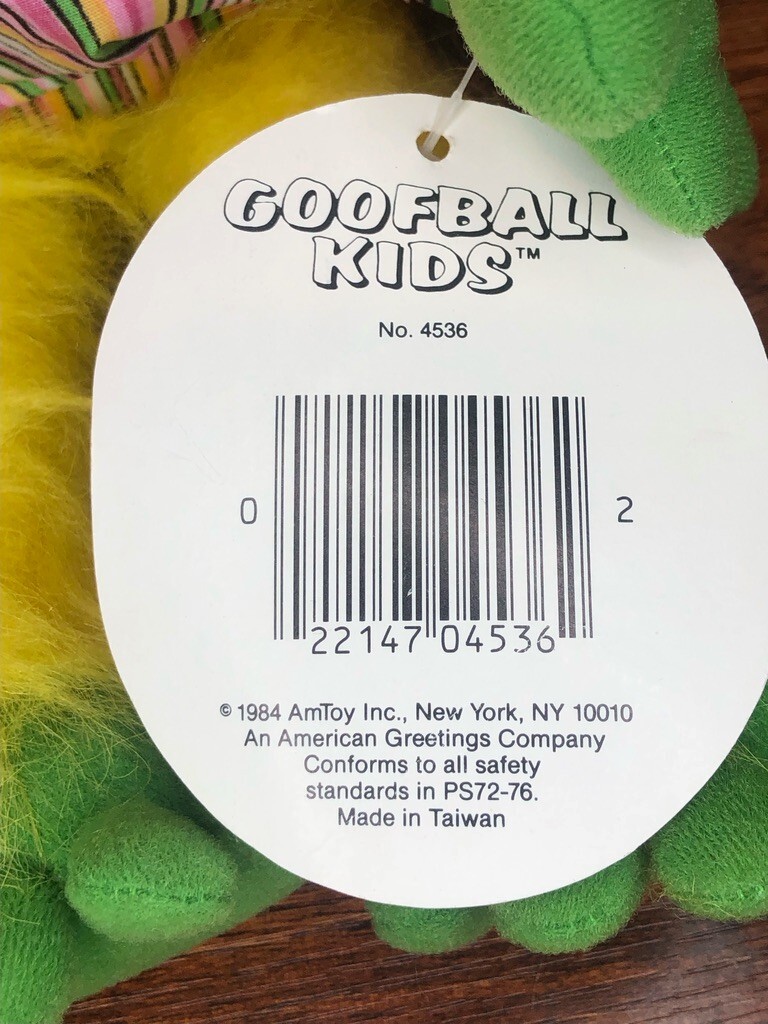 GOOFBALL
KIDS™
No. 4536
0 2
22147 04536
© 1984 AmToy Inc., New York, NY 10010
An American Greetings Company
Conforms to all safety
standards in PS72-76.
Made in Taiwan